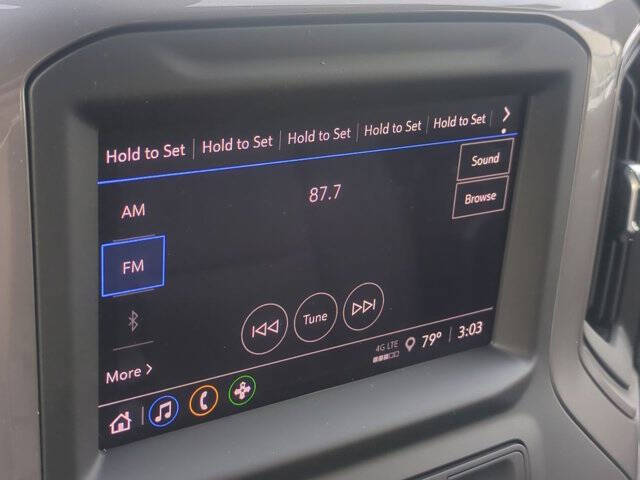 Hold to Set Hold to Set Hold to Set Hold to Set Hold to Set
Sound
AM 87.7
Browse
FM
Tune
4G LTE 79° 3:03
More